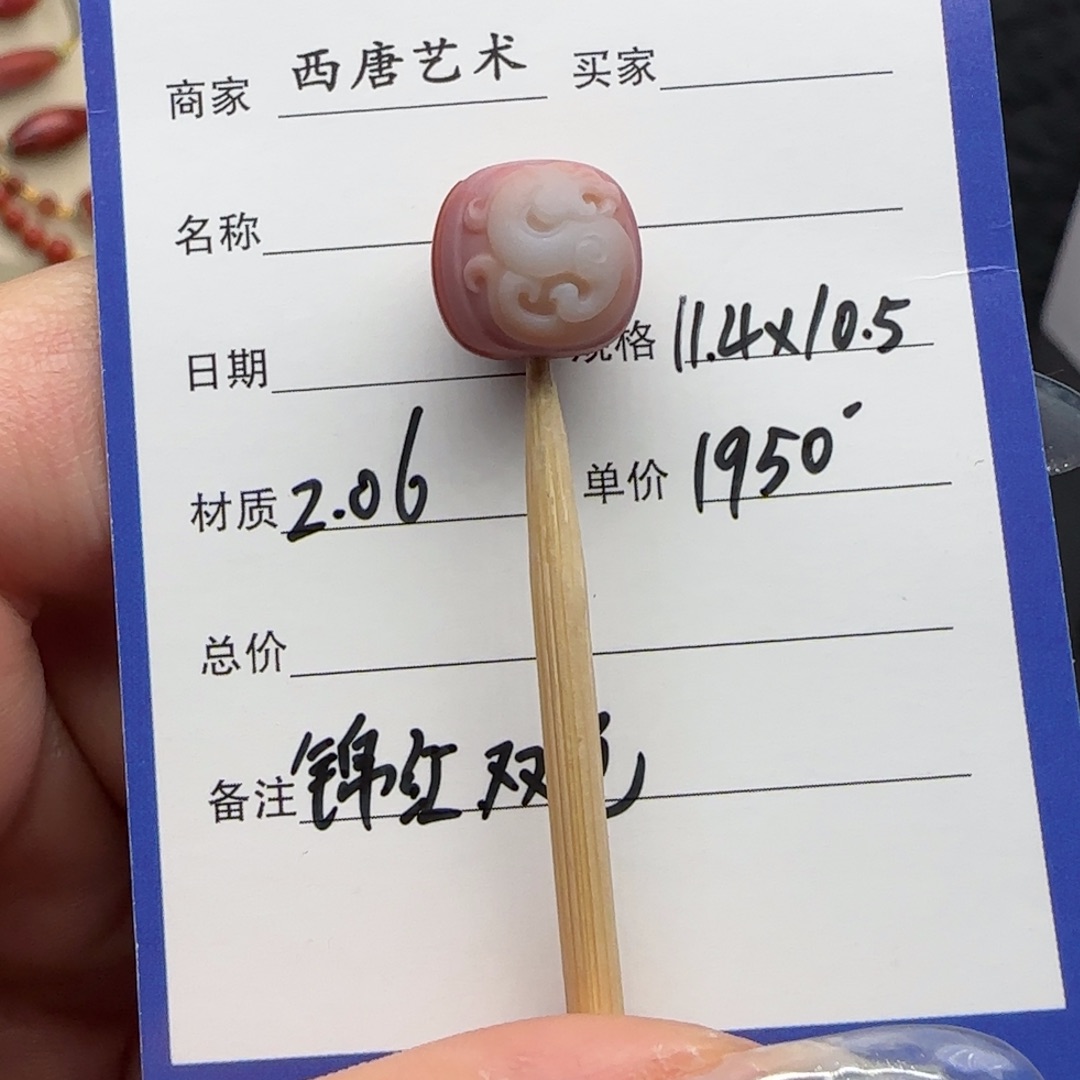 商家 西唐艺术 买家
名称
日期 规格 11.4x10.5
材质 2.06 单价 1950
总价
备注 锦红双色